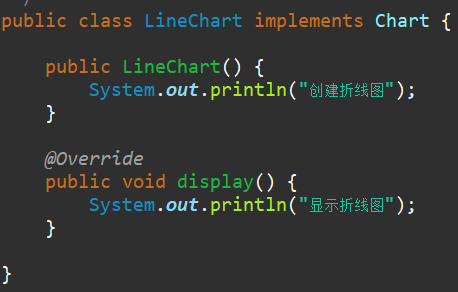 public class LineChart implements Chart {
public LineChart() {
System.out.println("创建折线图");
}
@Override
public void display() {
System.out.println("显示折线图");
}
}